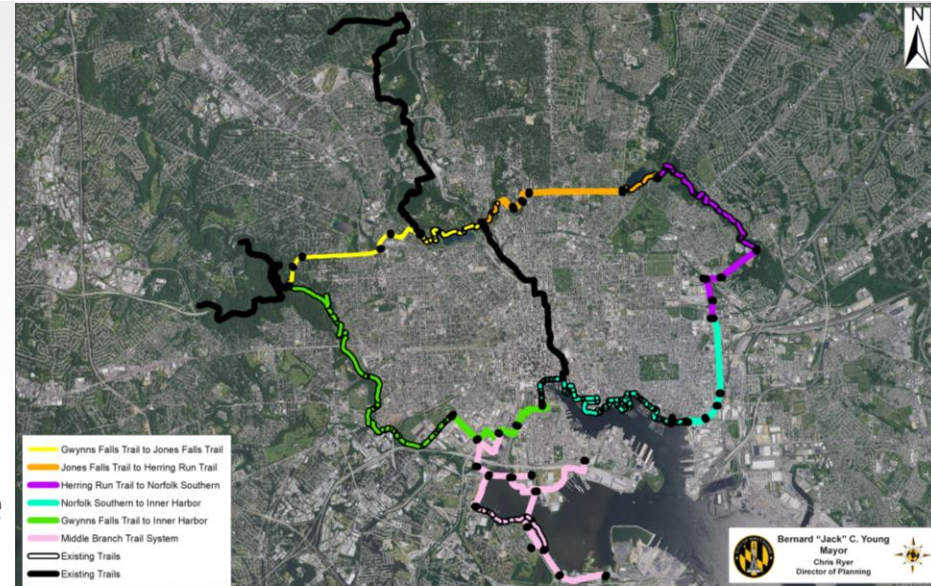 N
Gwynns Falls Trail to Jones Falls Trail
Jones Falls Trail to Herring Run Trail
Herring Run Trail to Norfolk Southern
Norfolk Southern to Inner Harbor
Gwynns Falls Trail to Inner Harbor
Middle Branch Trail System
Existing Trails
Existing Trails
Bernard "Jack" C. Young
Mayor
Chris Ryer
Director of Planning